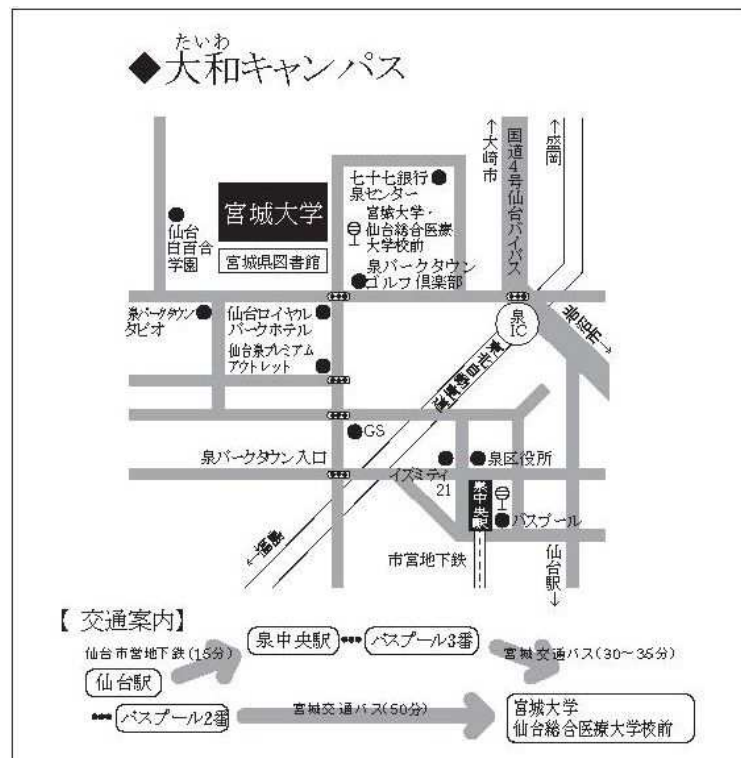 たいわ
◆大和キャンパス
↑大崎市
国道4号仙台バイパス
↑盛岡
仙台
白百合
学園
宮城大学
宮城県図書館
七十七銀行
泉センター
宮城大学・
仙台総合医療
大学校前
泉パークタウン
ゴルフ倶楽部
泉パークタウン
タピオ
仙台ロイヤル
パークホテル
仙台泉プレミアム
アウトレット
泉
IC
東北自動車道
GS
泉パークタウン入口
イズミティ
21
泉区役所
泉中央駅
バスプール
市営地下鉄
仙台駅↓
【 交通案内】
仙台市営地下鉄(15分)
泉中央駅
バスプール3番
宮城交通バス(30～35分)
仙台駅
バスプール2番
宮城交通バス(50分)
宮城大学
仙台総合医療大学校前